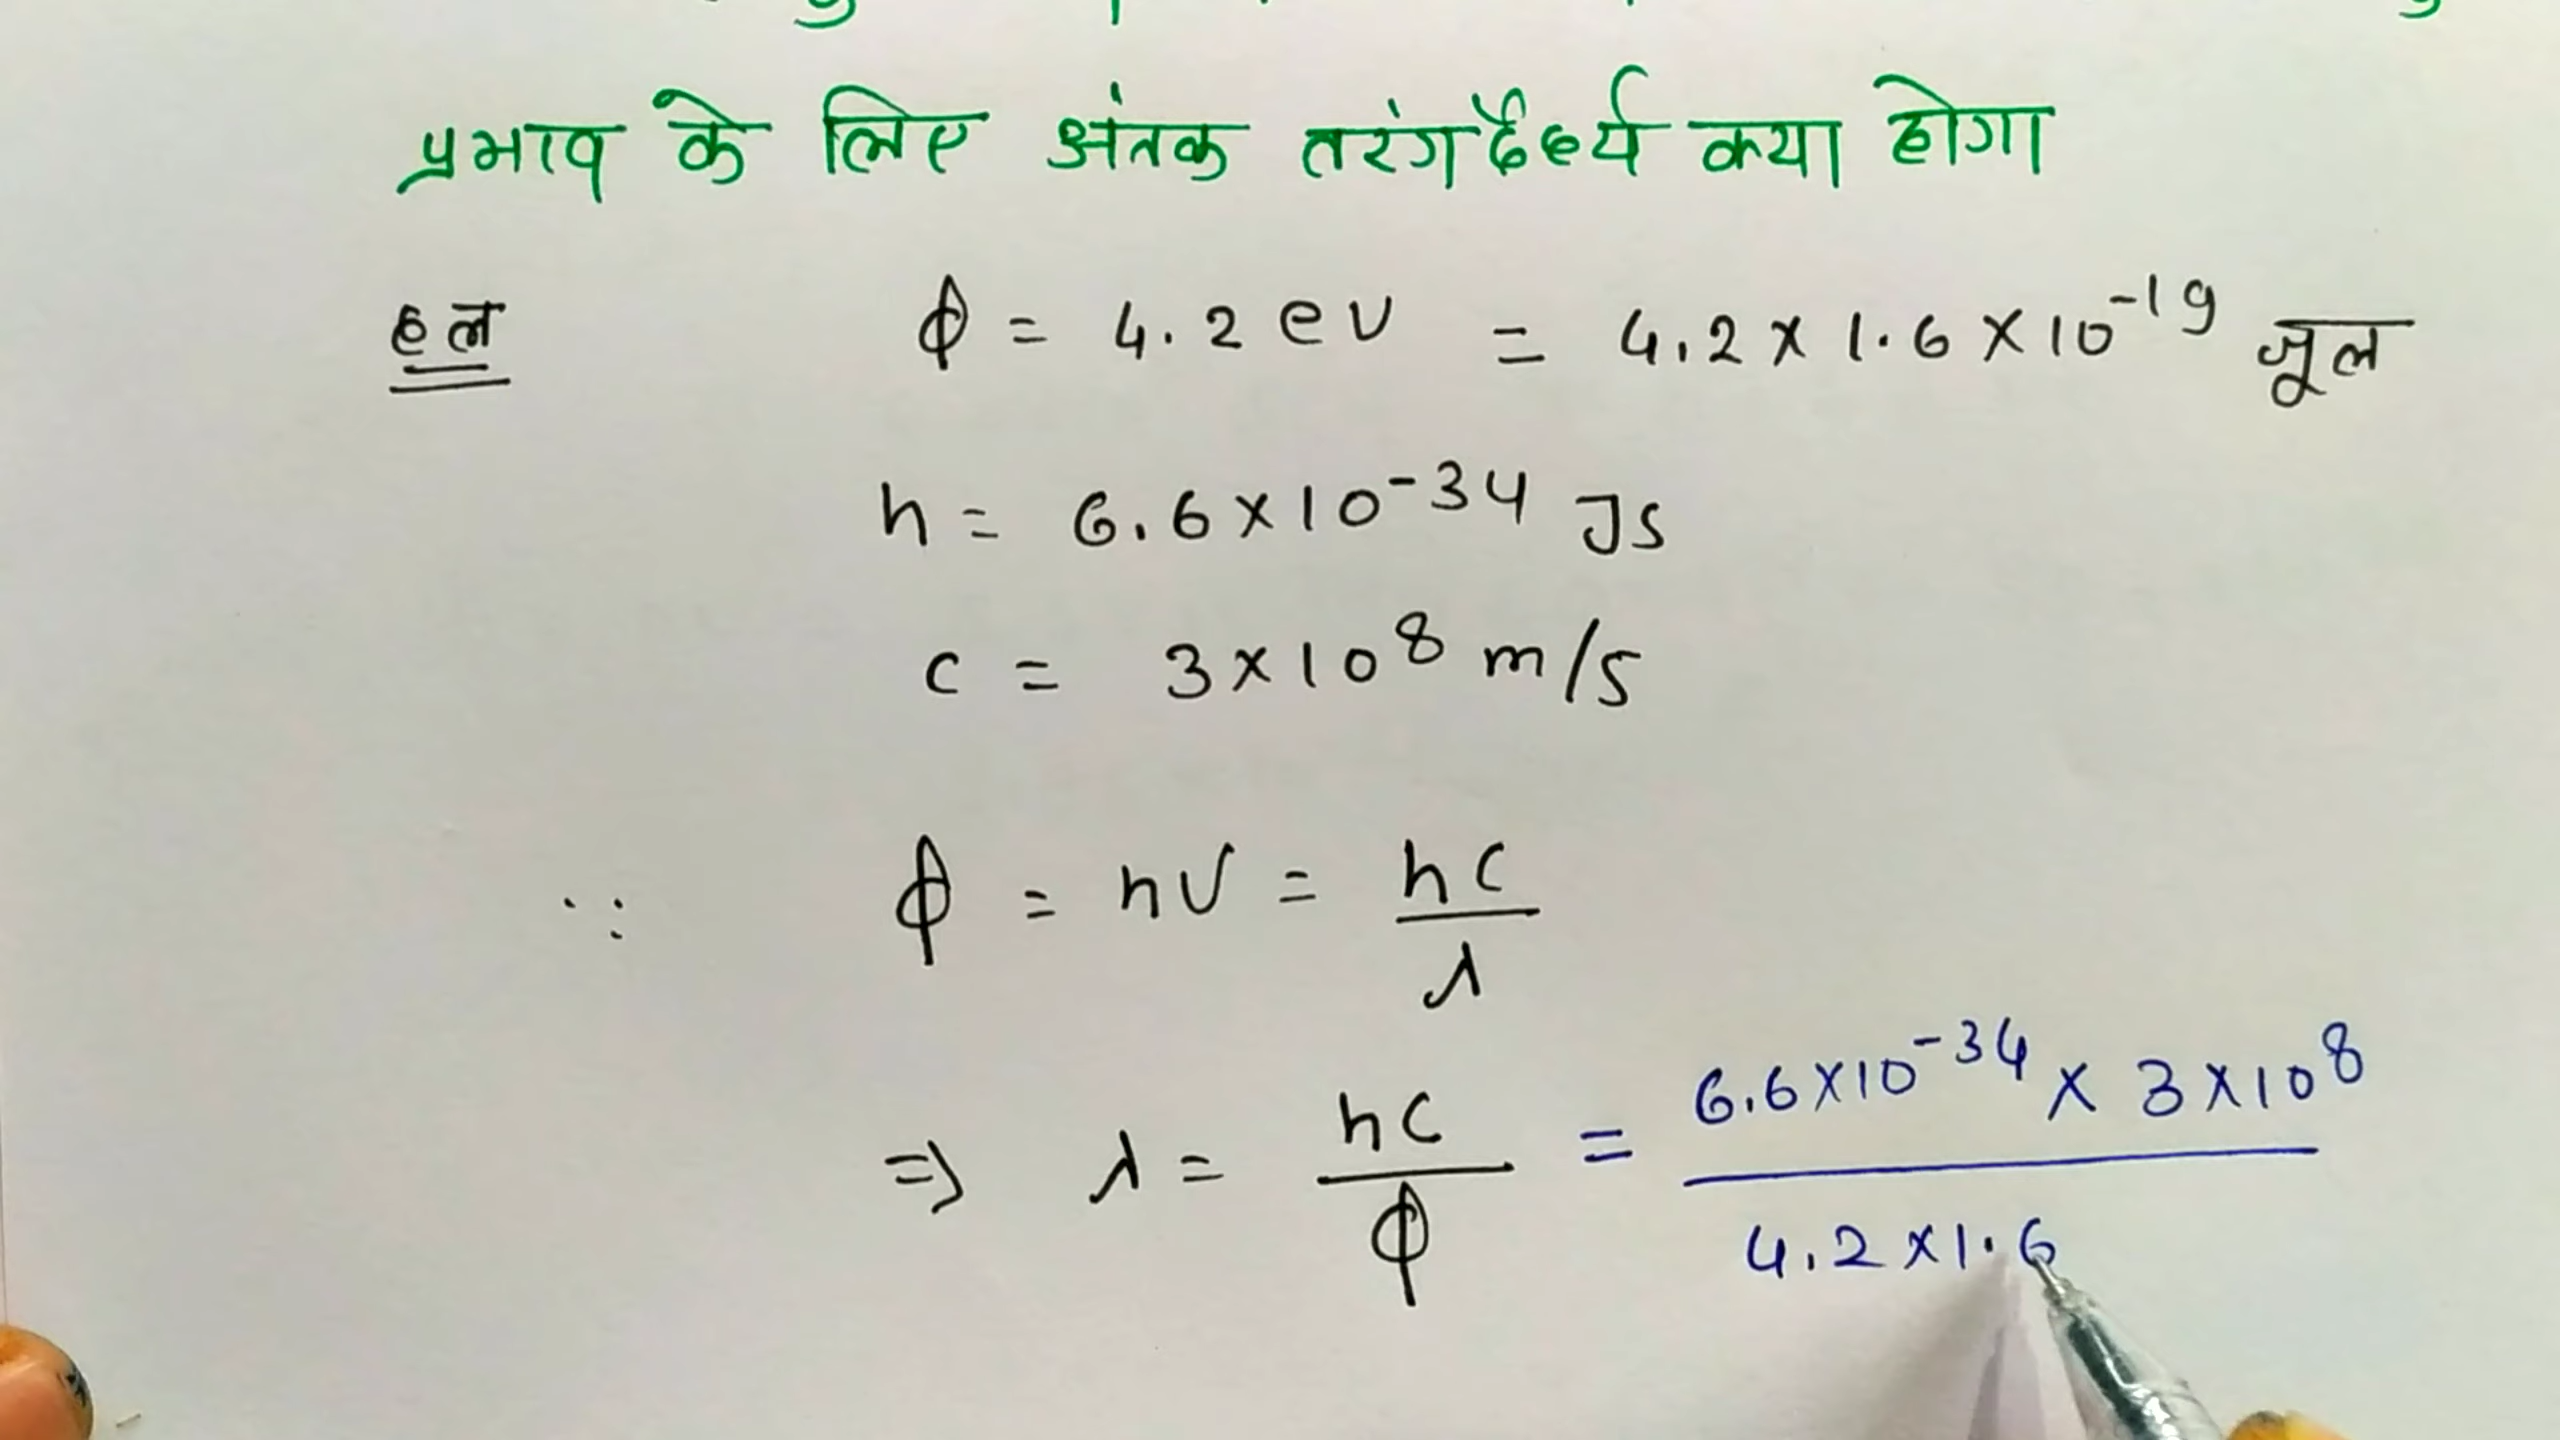 प्रभाव के लिए अंतक तरंगदैर्ध्य क्या होगा
हल ϕ = 4.2 eV = 4.2 × 1.6 × 10⁻¹⁹ जूल
h = 6.6 × 10⁻³⁴ Js
c = 3 × 10⁸ m/s
∵ ϕ = hν = hc/λ
⇒ λ = hc/ϕ = 6.6 × 10⁻³⁴ × 3 × 10⁸ / 4.2 × 1.6